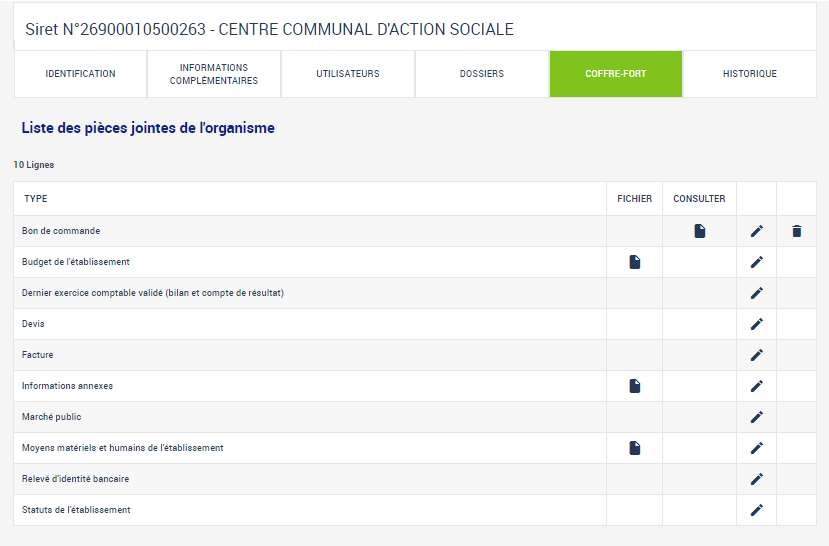 Siret N°26900010500263 - CENTRE COMMUNAL D'ACTION SOCIALE
IDENTIFICATION
INFORMATIONS
COMPLÉMENTAIRES
UTILISATEURS
DOSSIERS
COFFRE-FORT
HISTORIQUE
Liste des pièces jointes de l'organisme
10 Lignes
TYPE FICHIER CONSULTER
Bon de commande
Budget de l'établissement
Dernier exercice comptable validé (bilan et compte de résultat)
Devis
Facture
Informations annexes
Marché public
Moyens matériels et humains de l'établissement
Relevé d'identité bancaire
Statuts de l'établissement